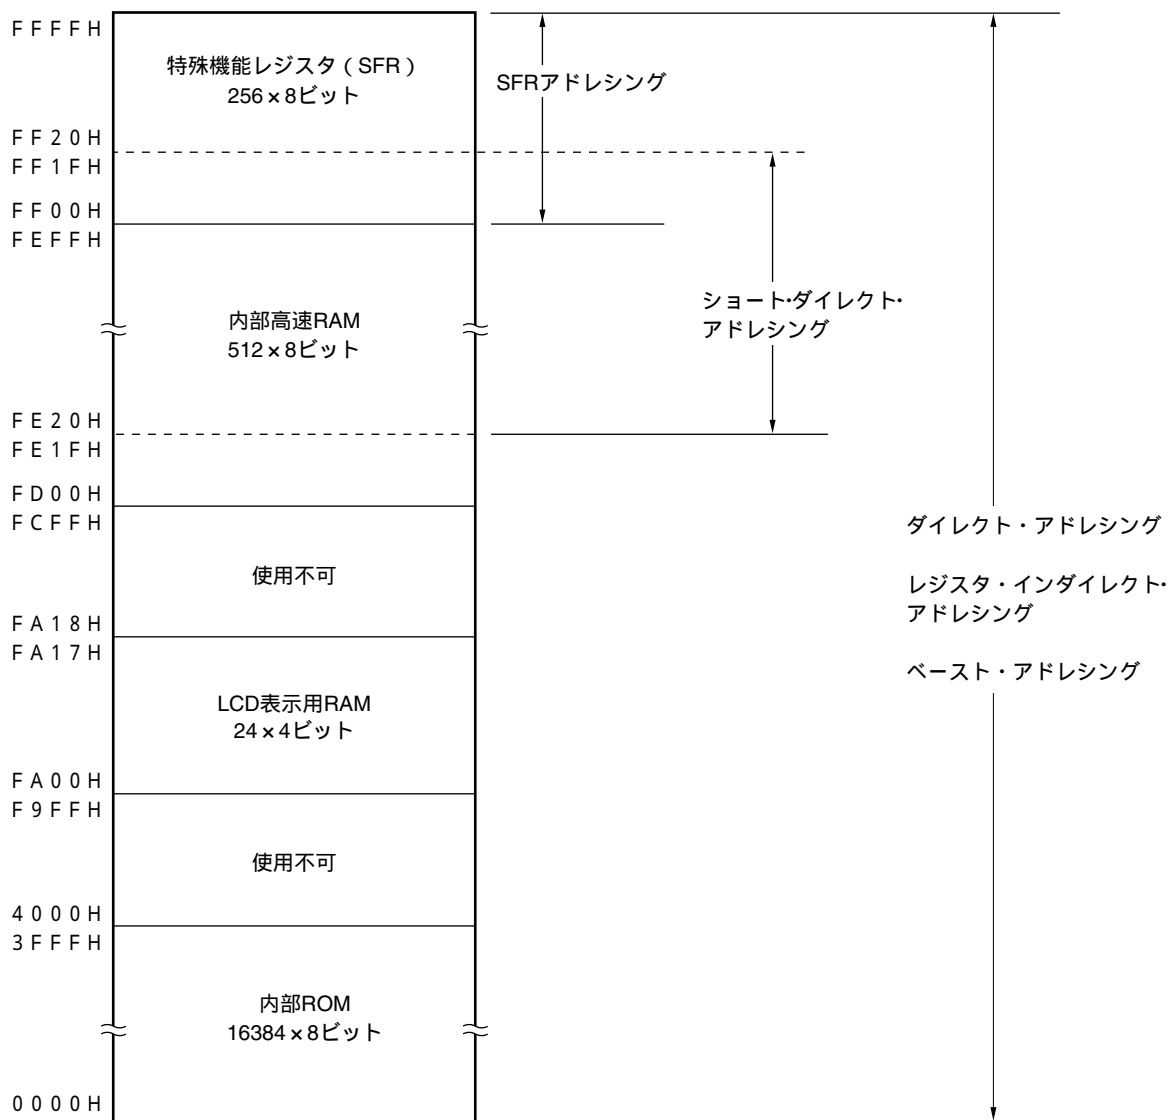 FFFFH
特殊機能レジスタ(SFR)
256×8ビット
SFRアドレシング
FF20H
FF1FH
FF00H
FEFFH
ショート・ダイレクト・
アドレシング
内部高速RAM
512×8ビット
FE20H
FE1FH
FD00H
FCFFH
ダイレクト・アドレシング
レジスタ・インダイレクト・
アドレシング
ベースト・アドレシング
使用不可
FA18H
FA17H
LCD表示用RAM
24×4ビット
FA00H
F9FFH
使用不可
4000H
3FFFH
内部ROM
16384×8ビット
0000H